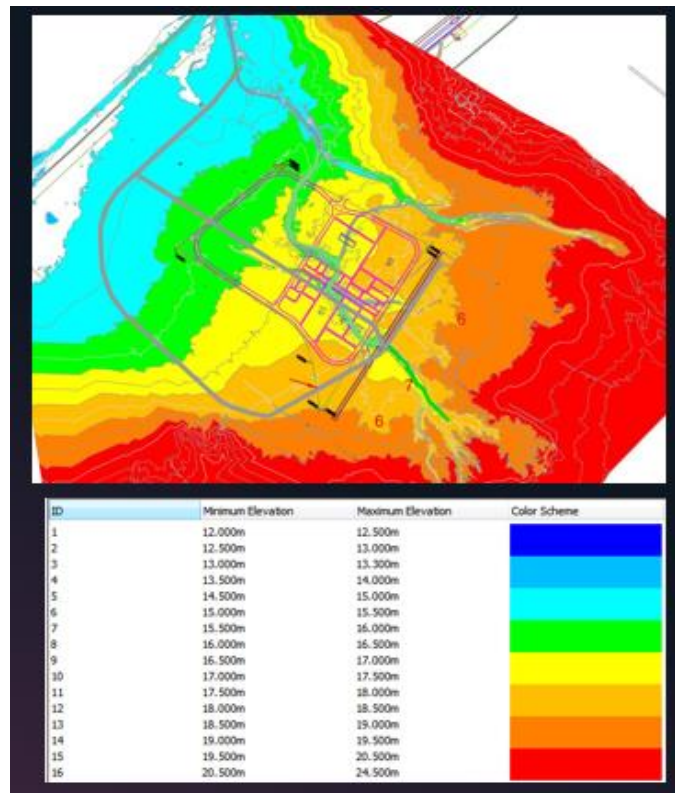 6
7
6
ID Minimum Elevation Maximum Elevation Color Scheme
1 12.000m 12.500m
2 12.500m 13.000m
3 13.000m 13.300m
4 13.500m 14.000m
5 14.500m 15.000m
6 15.000m 15.500m
7 15.500m 16.000m
8 16.000m 16.500m
9 16.500m 17.000m
10 17.000m 17.500m
11 17.500m 18.000m
12 18.000m 18.500m
13 18.500m 19.000m
14 19.000m 19.500m
15 19.500m 20.500m
16 20.500m 24.500m